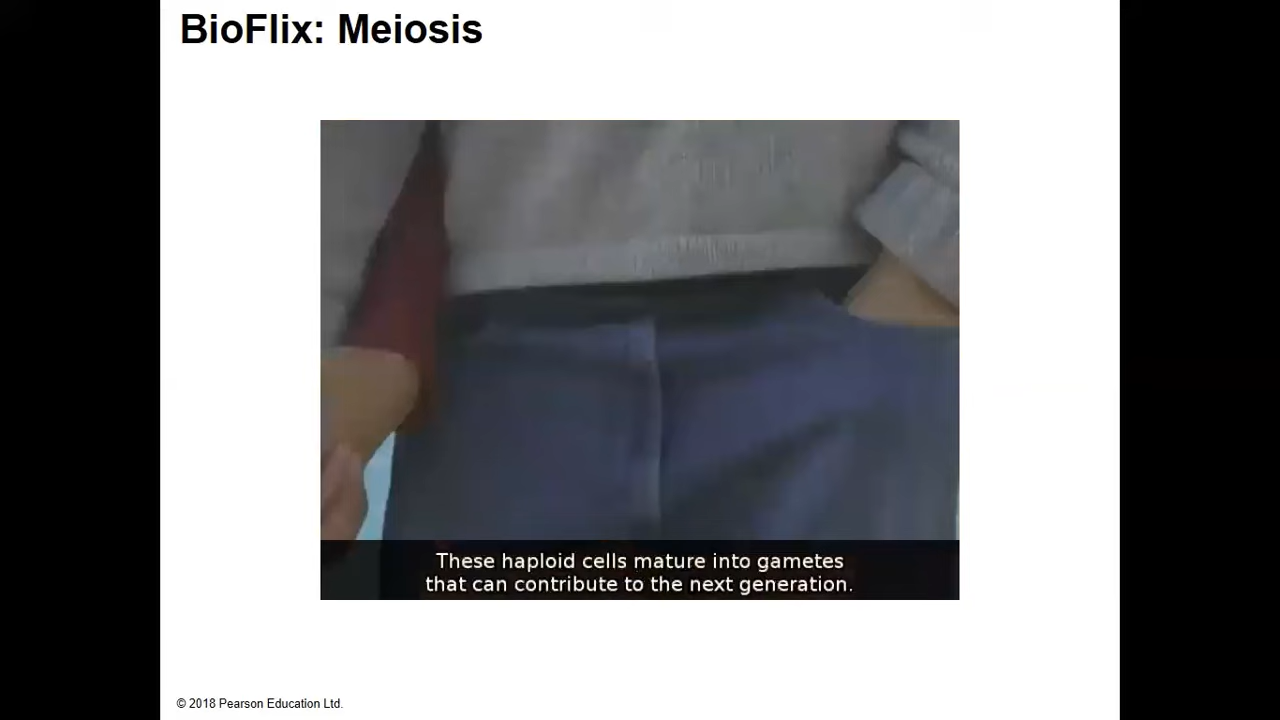 BioFlix: Meiosis
These haploid cells mature into gametes
that can contribute to the next generation.
© 2018 Pearson Education Ltd.